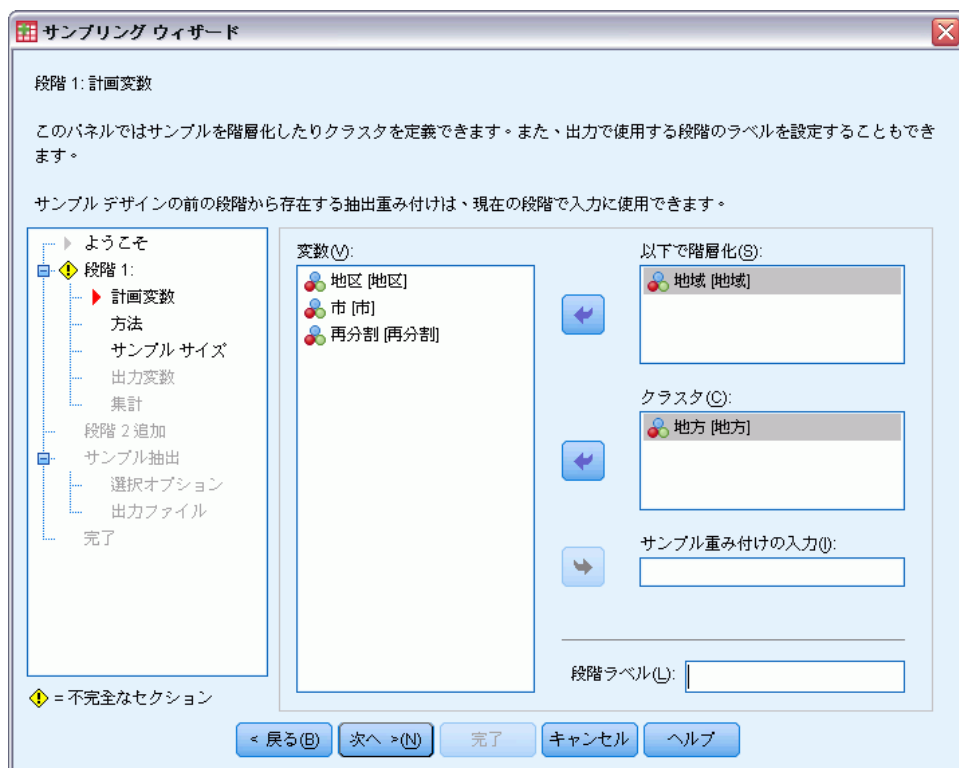 サンプリング ウィザード
段階 1: 計画変数
このパネルではサンプルを階層化したりクラスタを定義できます。また、出力で使用する段階のラベルを設定することもでき
ます。
サンプル デザインの前の段階から存在する抽出重み付けは、現在の段階で入力に使用できます。
ようこそ
段階 1:
計画変数
方法
サンプル サイズ
出力変数
集計
段階 2 追加
サンプル抽出
選択オプション
出力ファイル
完了
変数(V):
地区 [地区]
市 [市]
再分割 [再分割]
以下で階層化(S):
地域 [地域]
クラスタ(C):
地方 [地方]
サンプル重み付けの入力(I):
段階ラベル(L):
! = 不完全なセクション
< 戻る(B)
次へ >(N)
完了
キャンセル
ヘルプ